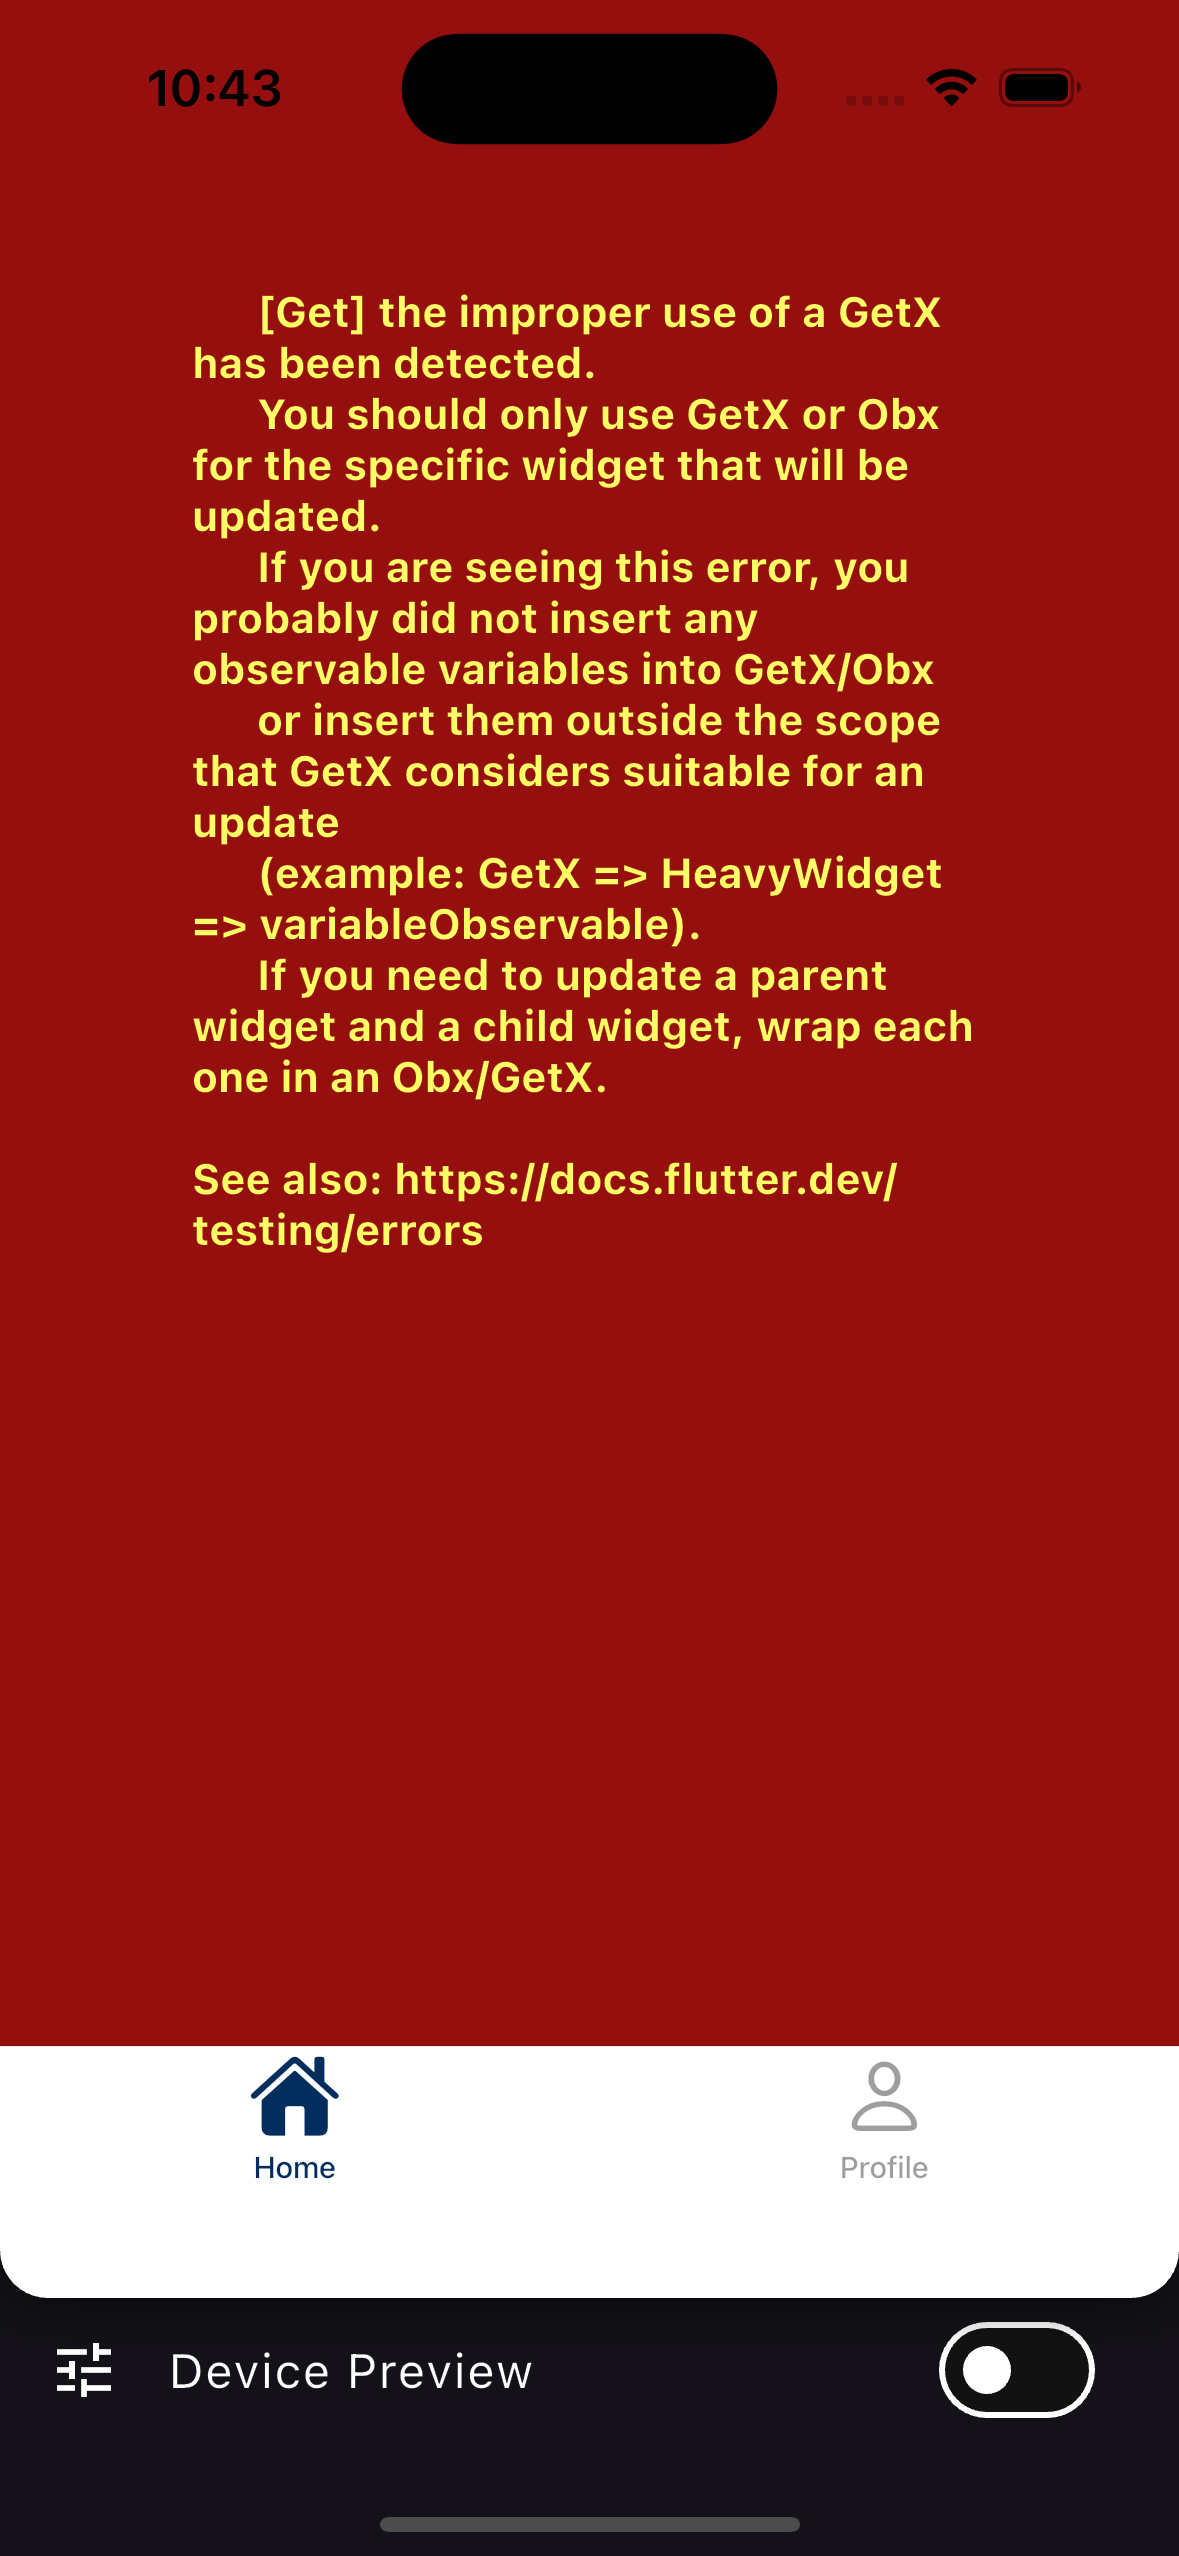 10:43
[Get] the improper use of a GetX
has been detected.
You should only use GetX or Obx
for the specific widget that will be
updated.
If you are seeing this error, you
probably did not insert any
observable variables into GetX/Obx
or insert them outside the scope
that GetX considers suitable for an
update
(example: GetX => HeavyWidget
=> variableObservable).
If you need to update a parent
widget and a child widget, wrap each
one in an Obx/GetX.
See also: https://docs.flutter.dev/
testing/errors
Home
Profile
Device Preview